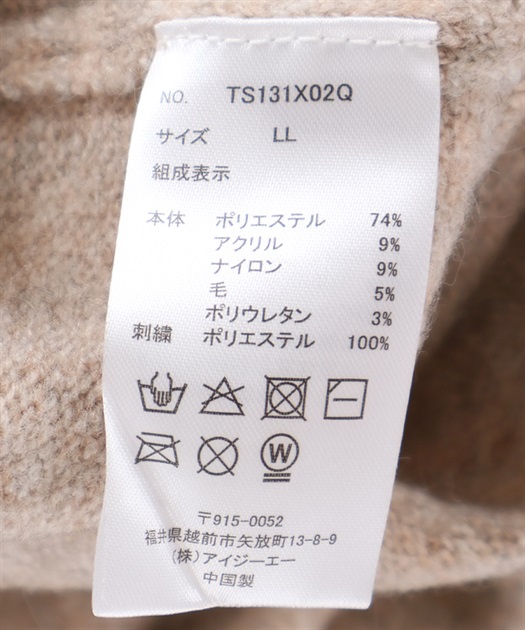 NO. TS131X02Q
サイズ LL
組成表示
本体 ポリエステル 74%
アクリル 9%
ナイロン 9%
毛 5%
ポリウレタン 3%
刺繍 ポリエステル 100%
W
〒915-0052
福井県越前市矢放町13-8-9
(株)アイジーエー
中国製